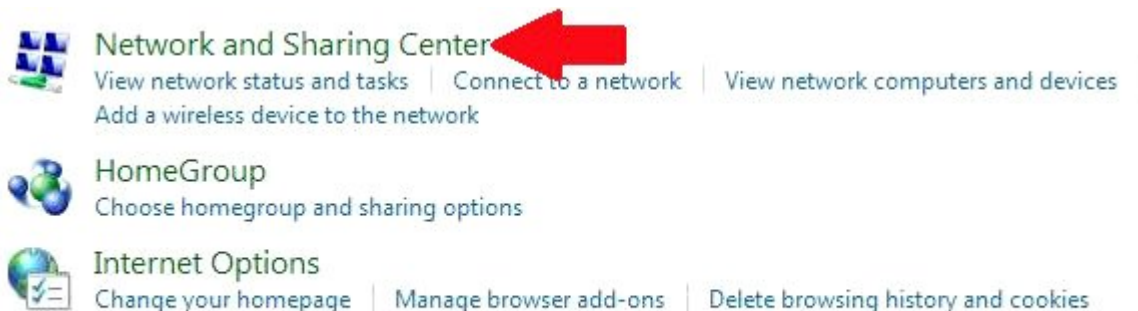 Network and Sharing Center
View network status and tasks | Connect to a network | View network computers and devices
Add a wireless device to the network
HomeGroup
Choose homegroup and sharing options
Internet Options
Change your homepage | Manage browser add-ons | Delete browsing history and cookies